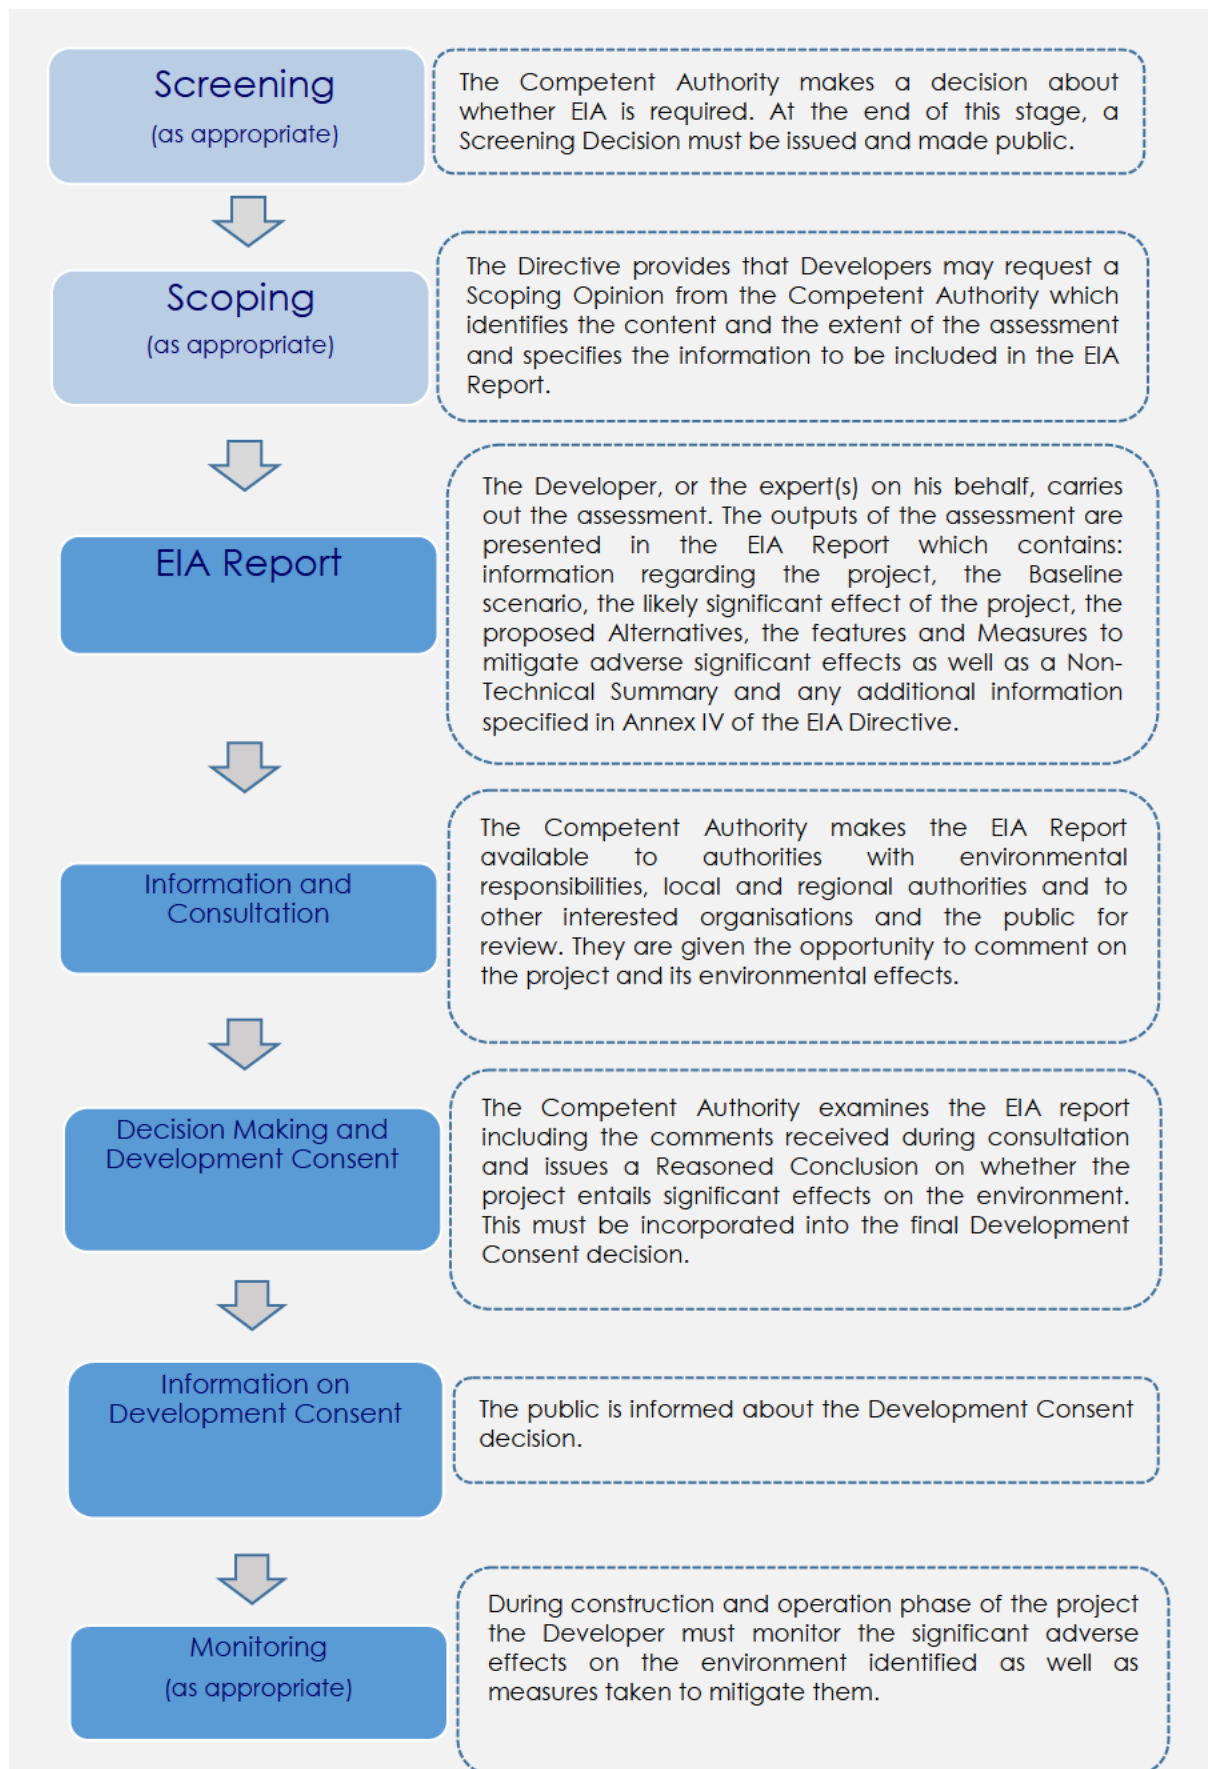 Screening
(as appropriate)
The Competent Authority makes a decision about
whether EIA is required. At the end of this stage, a
Screening Decision must be issued and made public.
Scoping
(as appropriate)
The Directive provides that Developers may request a
Scoping Opinion from the Competent Authority which
identifies the content and the extent of the assessment
and specifies the information to be included in the EIA
Report.
EIA Report
The Developer, or the expert(s) on his behalf, carries
out the assessment. The outputs of the assessment are
presented in the EIA Report which contains:
information regarding the project, the Baseline
scenario, the likely significant effect of the project, the
proposed Alternatives, the features and Measures to
mitigate adverse significant effects as well as a Non-
Technical Summary and any additional information
specified in Annex IV of the EIA Directive.
Information and
Consultation
The Competent Authority makes the EIA Report
available to authorities with environmental
responsibilities, local and regional authorities and to
other interested organisations and the public for
review. They are given the opportunity to comment on
the project and its environmental effects.
Decision Making and
Development Consent
The Competent Authority examines the EIA report
including the comments received during consultation
and issues a Reasoned Conclusion on whether the
project entails significant effects on the environment.
This must be incorporated into the final Development
Consent decision.
Information on
Development Consent
The public is informed about the Development Consent
decision.
Monitoring
(as appropriate)
During construction and operation phase of the project
the Developer must monitor the significant adverse
effects on the environment identified as well as
measures taken to mitigate them.